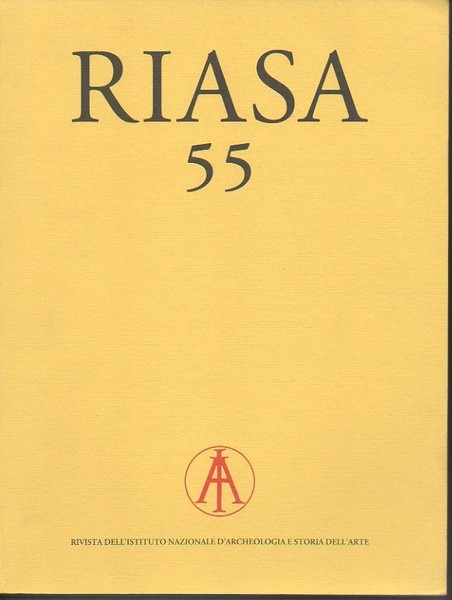 RIASA
55
RIVISTA DELL'ISTITUTO NAZIONALE D'ARCHEOLOGIA E STORIA DELL'ARTE